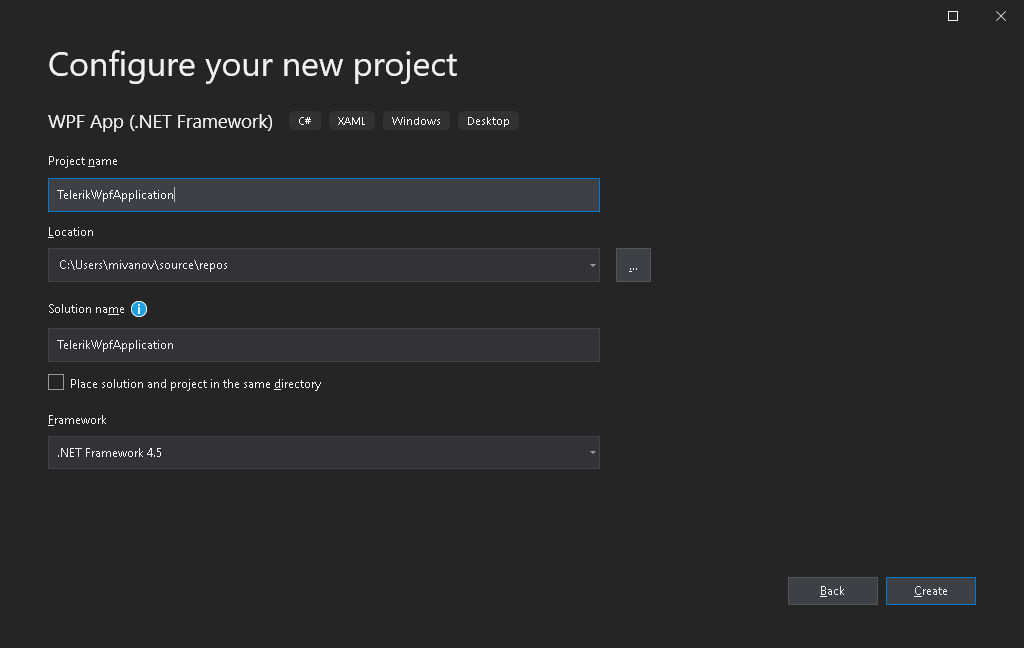 Configure your new project
WPF App (.NET Framework) C# XAML Windows Desktop
Project name
TelerikWpfApplication
Location
C:\Users\mivanov\source\repos
...
Solution name
TelerikWpfApplication
Place solution and project in the same directory
Framework
.NET Framework 4.5
Back Create